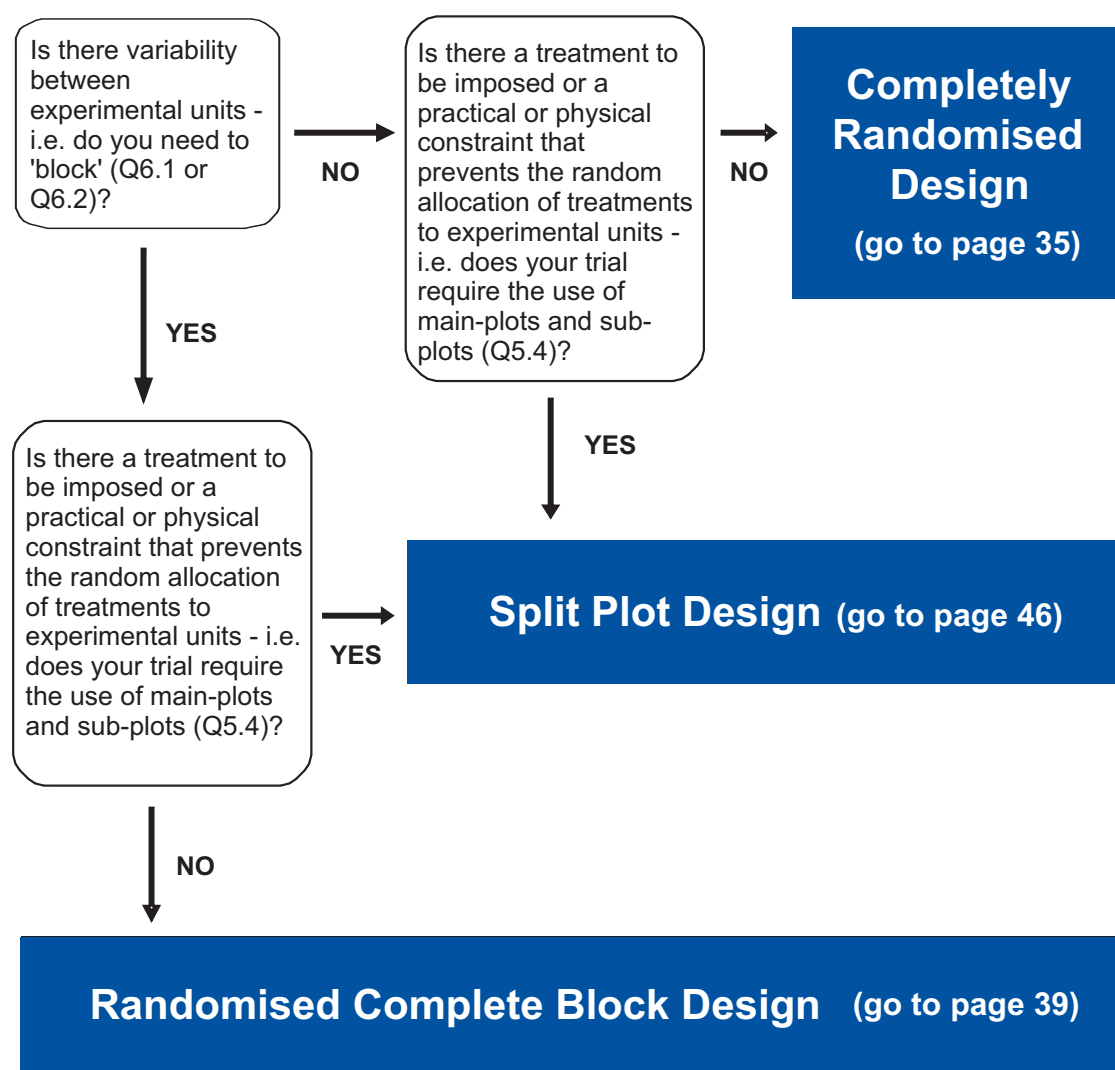 Is there variability
between
experimental units -
i.e. do you need to
'block' (Q6.1 or
Q6.2)?
NO
Is there a treatment to
be imposed or a
practical or physical
constraint that
prevents the random
allocation of treatments
to experimental units -
i.e. does your trial
require the use of
main-plots and sub-
plots (Q5.4)?
NO
Completely
Randomised
Design
(go to page 35)
YES
YES
Is there a treatment to
be imposed or a
practical or physical
constraint that prevents
the random allocation
of treatments to
experimental units - i.e.
does your trial require
the use of main-plots
and sub-plots (Q5.4)?
YES
Split Plot Design (go to page 46)
NO
Randomised Complete Block Design (go to page 39)